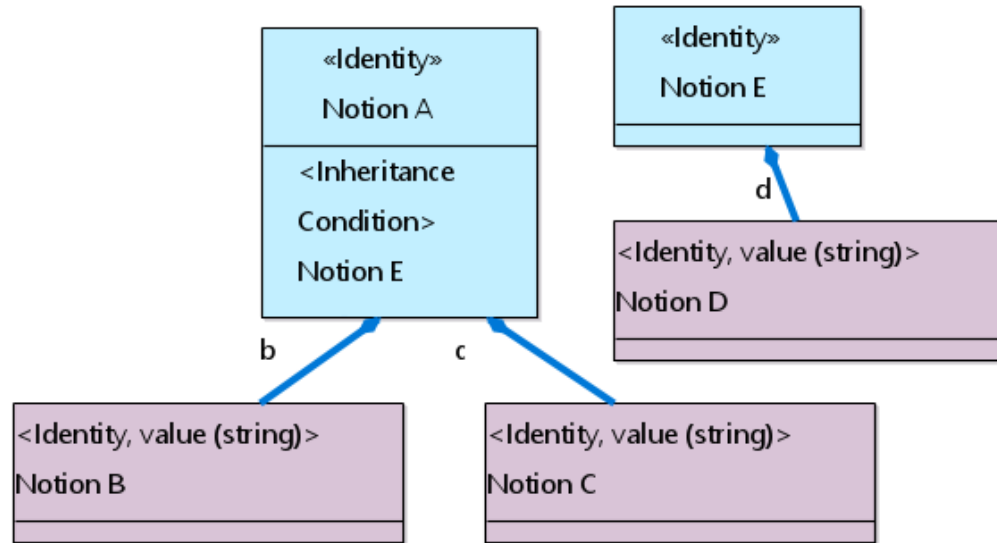 «Identity»
Notion A
<Inheritance
Condition>
Notion E
«Identity»
Notion E
d
<Identity, value (string)>
Notion D
b
c
<Identity, value (string)>
Notion B
<Identity, value (string)>
Notion C